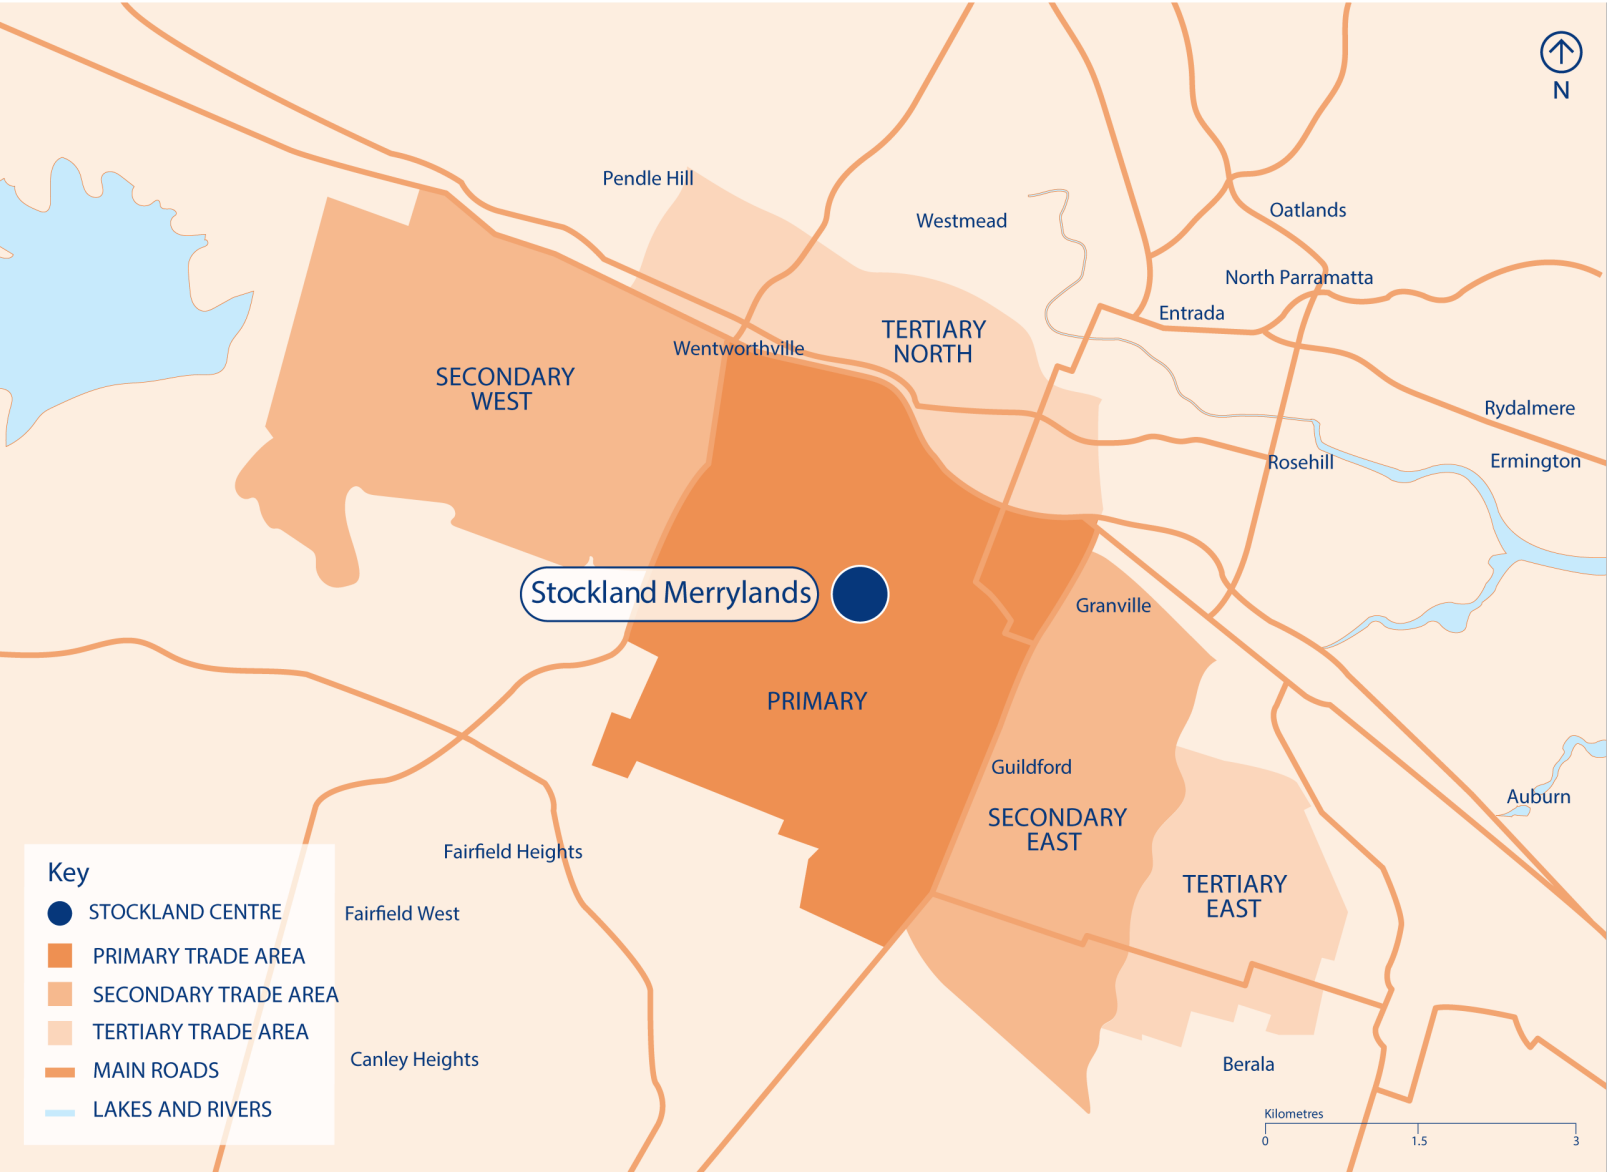 N
Pendle Hill
Westmead
Oatlands
North Parramatta
Entrada
TERTIARY
NORTH
Wentworthville
SECONDARY
WEST
Rydalmere
Rosehill
Ermington
Stockland Merrylands
Granville
PRIMARY
Guildford
SECONDARY
EAST
Auburn
TERTIARY
EAST
Fairfield Heights
Fairfield West
Canley Heights
Berala
Key
STOCKLAND CENTRE
PRIMARY TRADE AREA
SECONDARY TRADE AREA
TERTIARY TRADE AREA
MAIN ROADS
LAKES AND RIVERS
Kilometres
0 1.5 3